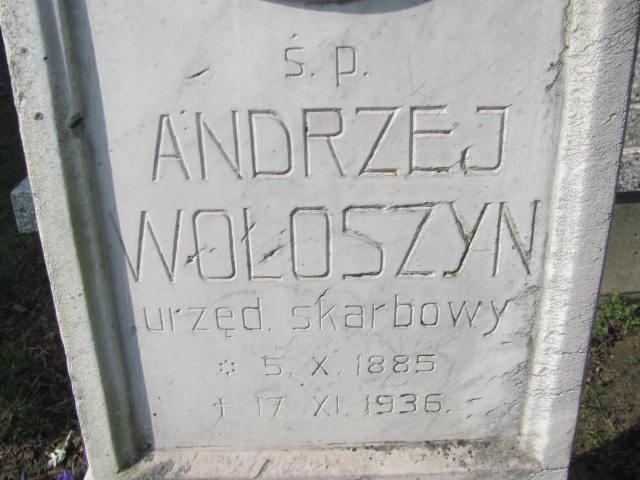 ś. p.
ANDRZEJ
WOŁOSZYN
urzęd. skarbowy
* 5. X. 1885
† 17 XI. 1936.